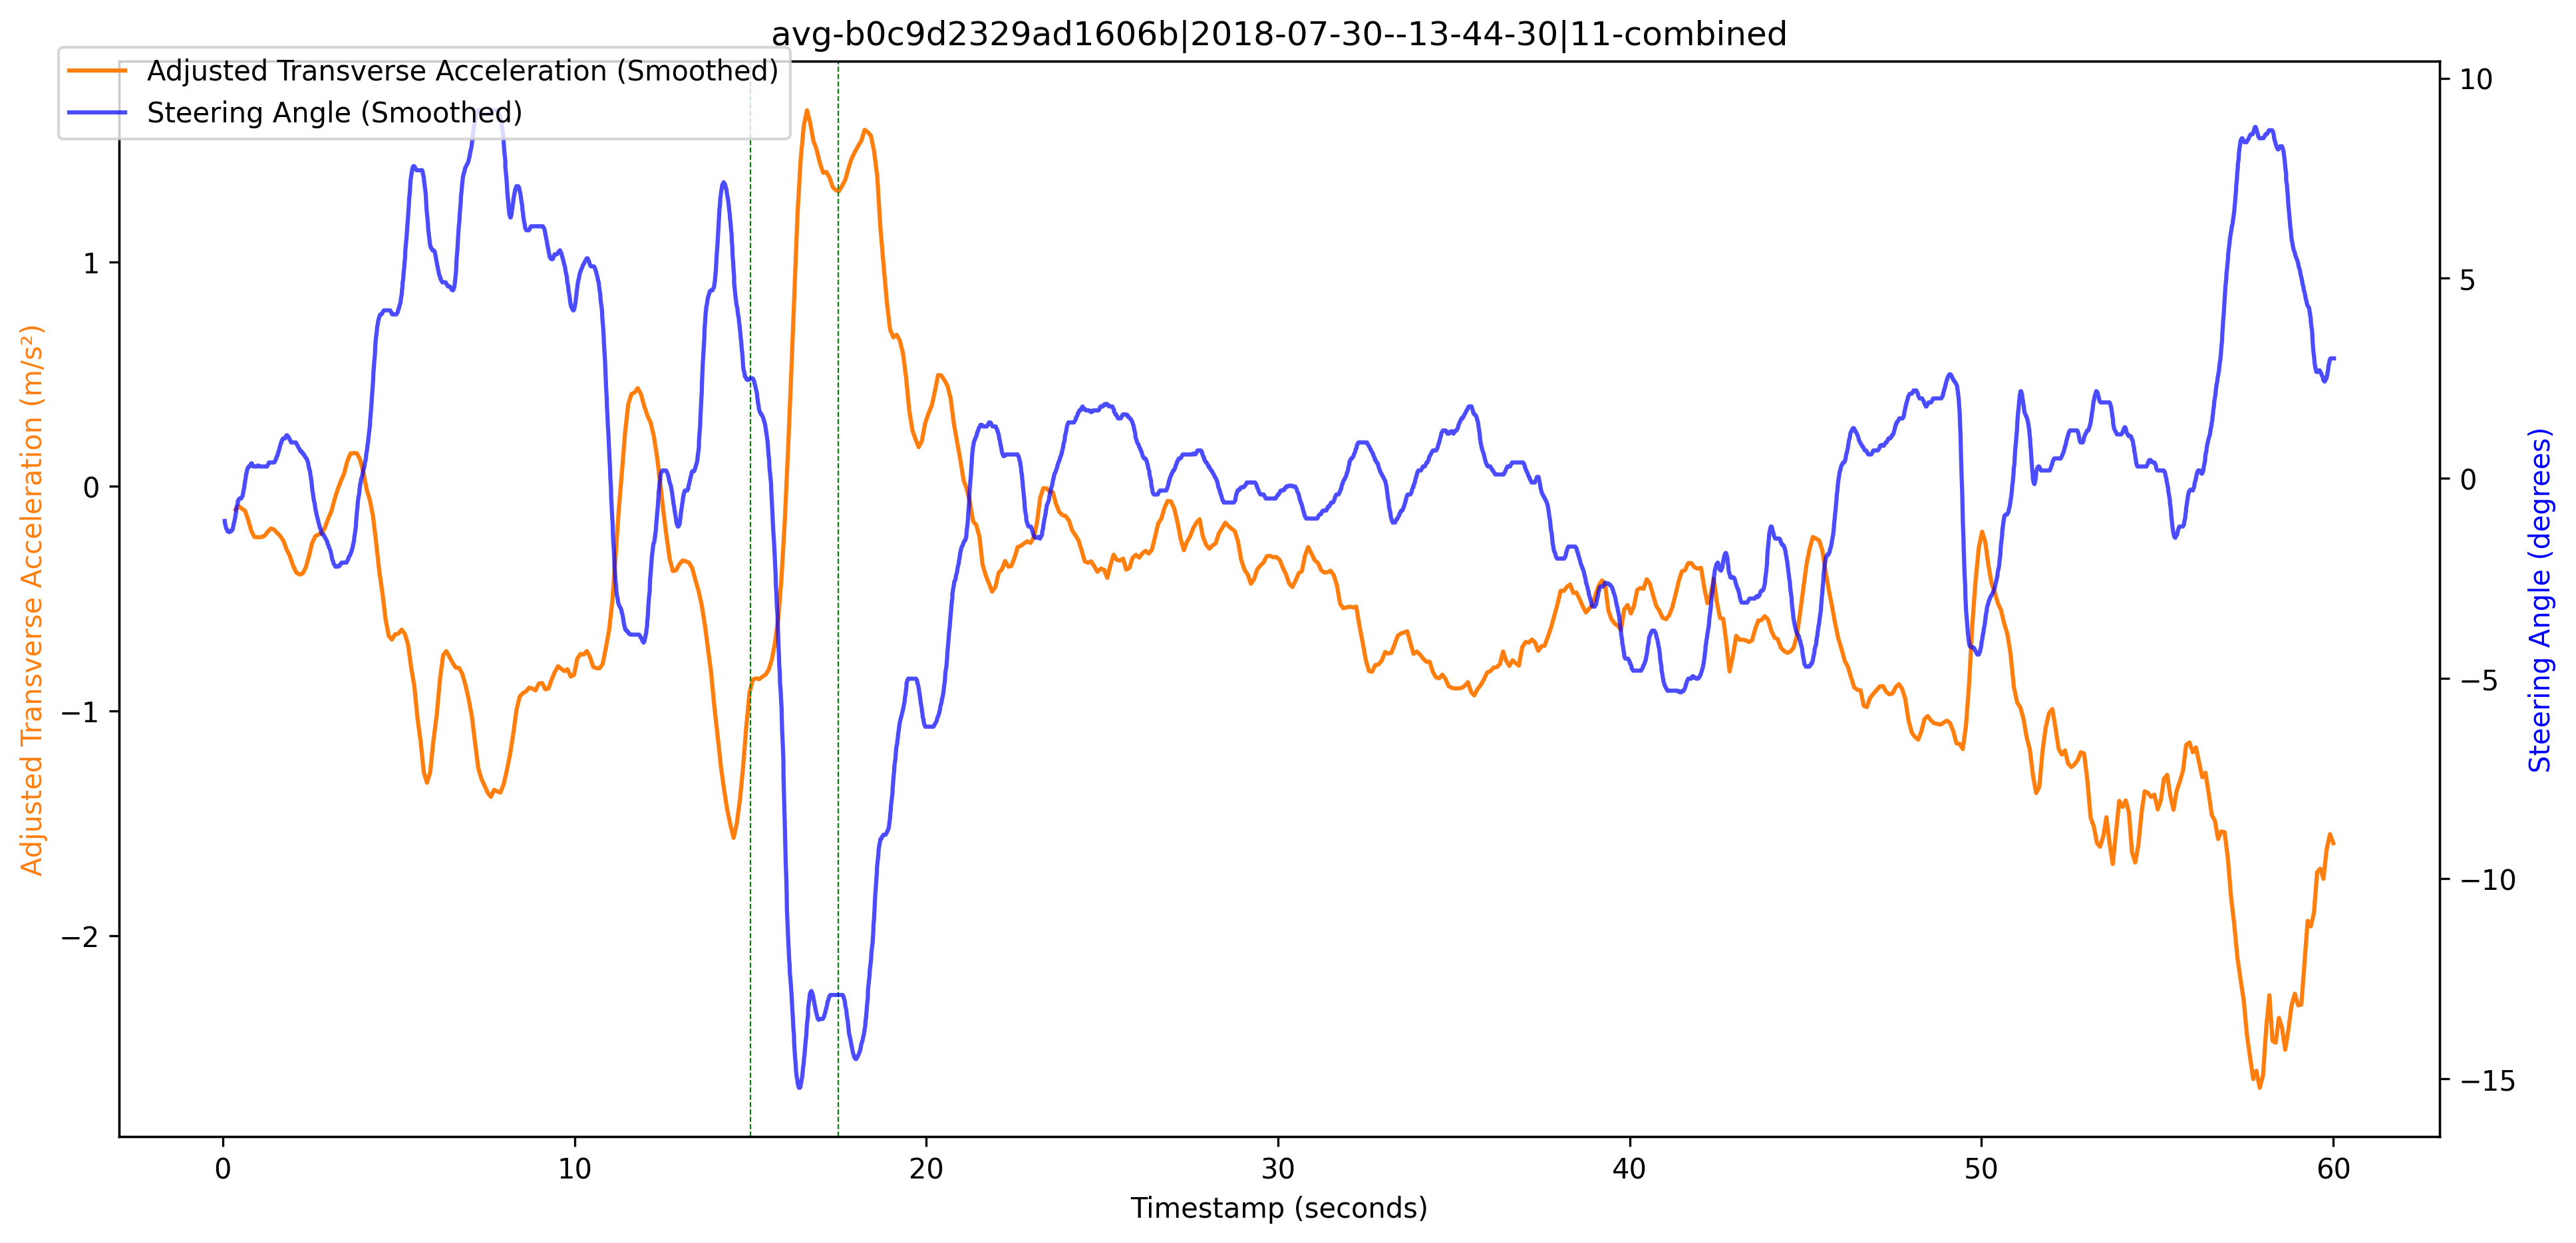 avg-b0c9d2329ad1606b|2018-07-30--13-44-30|11-combined
Adjusted Transverse Acceleration (Smoothed)
Steering Angle (Smoothed)
Adjusted Transverse Acceleration (m/s²)
1
0
−1
−2
10
5
0
−5
−10
−15
Steering Angle (degrees)
0 10 20 30 40 50 60
Timestamp (seconds)